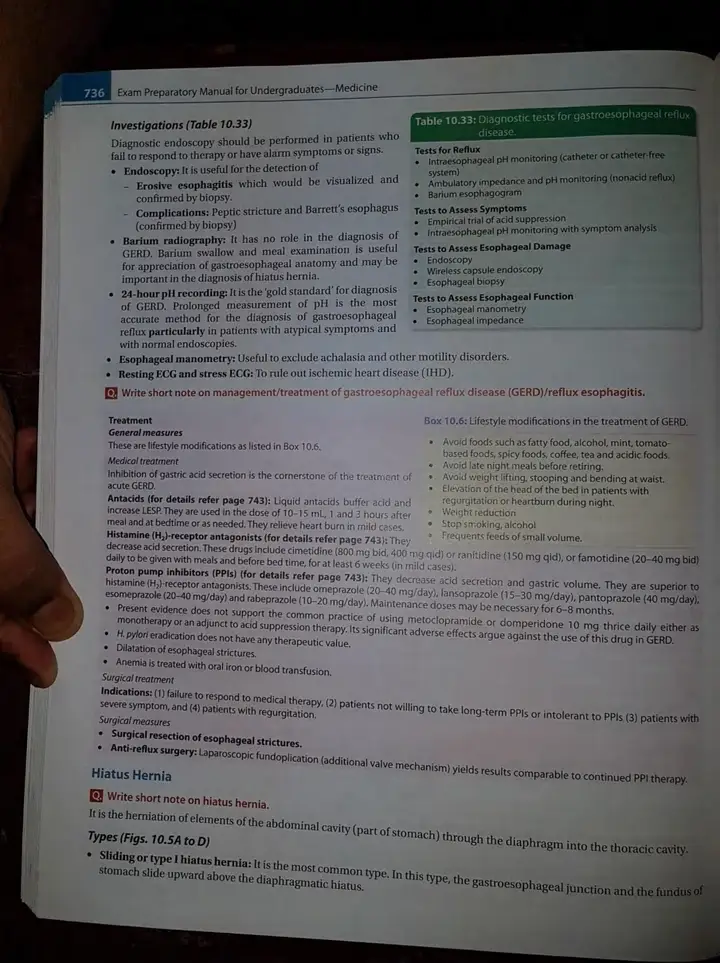 736 Exam Preparatory Manual for Undergraduates—Medicine
Investigations (Table 10.33)
Diagnostic endoscopy should be performed in patients who
fail to respond to therapy or have alarm symptoms or signs.
• Endoscopy: It is useful for the detection of
– Erosive esophagitis which would be visualized and
confirmed by biopsy.
– Complications: Peptic stricture and Barrett's esophagus
(confirmed by biopsy)
• Barium radiography: It has no role in the diagnosis of
GERD. Barium swallow and meal examination is useful
for appreciation of gastroesophageal anatomy and may be
important in the diagnosis of hiatus hernia.
• 24-hour pH recording: It is the 'gold standard' for diagnosis
of GERD. Prolonged measurement of pH is the most
accurate method for the diagnosis of gastroesophageal
reflux particularly in patients with atypical symptoms and
with normal endoscopies.
• Esophageal manometry: Useful to exclude achalasia and other motility disorders.
• Resting ECG and stress ECG: To rule out ischemic heart disease (IHD).
Table 10.33: Diagnostic tests for gastroesophageal reflux
disease.
Tests for Reflux
• Intraesophageal pH monitoring (catheter or catheter-free
system)
• Ambulatory impedance and pH monitoring (nonacid reflux)
• Barium esophagogram
Tests to Assess Symptoms
• Empirical trial of acid suppression
• Intraesophageal pH monitoring with symptom analysis
Tests to Assess Esophageal Damage
• Endoscopy
• Wireless capsule endoscopy
• Esophageal biopsy
Tests to Assess Esophageal Function
• Esophageal manometry
• Esophageal impedance
Q. Write short note on management/treatment of gastroesophageal reflux disease (GERD)/reflux esophagitis.
Treatment
General measures
These are lifestyle modifications as listed in Box 10.6.
Medical treatment
Inhibition of gastric acid secretion is the cornerstone of the treatment of
acute GERD.
Antacids (for details refer page 743): Liquid antacids buffer acid and
increase LESP. They are used in the dose of 10–15 mL, 1 and 3 hours after
meal and at bedtime or as needed. They relieve heart burn in mild cases.
Box 10.6: Lifestyle modifications in the treatment of GERD.
• Avoid foods such as fatty food, alcohol, mint, tomato-
based foods, spicy foods, coffee, tea and acidic foods.
• Avoid late night meals before retiring.
• Avoid weight lifting, stooping and bending at waist.
• Elevation of the head of the bed in patients with
regurgitation or heartburn during night.
• Weight reduction
• Stop smoking, alcohol
• Frequents feeds of small volume.
Histamine (H2)-receptor antagonists (for details refer page 743): They
decrease acid secretion. These drugs include cimetidine (800 mg bid, 400 mg qid) or ranitidine (150 mg qid), or famotidine (20–40 mg bid)
daily to be given with meals and before bed time, for at least 6 weeks (in mild cases).
Proton pump inhibitors (PPIs) (for details refer page 743): They decrease acid secretion and gastric volume. They are superior to
histamine (H2)-receptor antagonists. These include omeprazole (20–40 mg/day), lansoprazole (15–30 mg/day), pantoprazole (40 mg/day),
esomeprazole (20–40 mg/day) and rabeprazole (10–20 mg/day). Maintenance doses may be necessary for 6–8 months.
• Present evidence does not support the common practice of using metoclopramide or domperidone 10 mg thrice daily either as
monotherapy or an adjunct to acid suppression therapy. Its significant adverse effects argue against the use of this drug in GERD.
• H. pylori eradication does not have any therapeutic value.
• Dilatation of esophageal strictures.
• Anemia is treated with oral iron or blood transfusion.
Surgical treatment
Indications: (1) failure to respond to medical therapy, (2) patients not willing to take long-term PPIs or intolerant to PPIs (3) patients with
severe symptom, and (4) patients with regurgitation.
Surgical measures
• Surgical resection of esophageal strictures.
• Anti-reflux surgery: Laparoscopic fundoplication (additional valve mechanism) yields results comparable to continued PPI therapy.
Hiatus Hernia
Q. Write short note on hiatus hernia.
It is the herniation of elements of the abdominal cavity (part of stomach) through the diaphragm into the thoracic cavity.
Types (Figs. 10.5A to D)
• Sliding or type I hiatus hernia: It is the most common type. In this type, the gastroesophageal junction and the fundus of
stomach slide upward above the diaphragmatic hiatus.